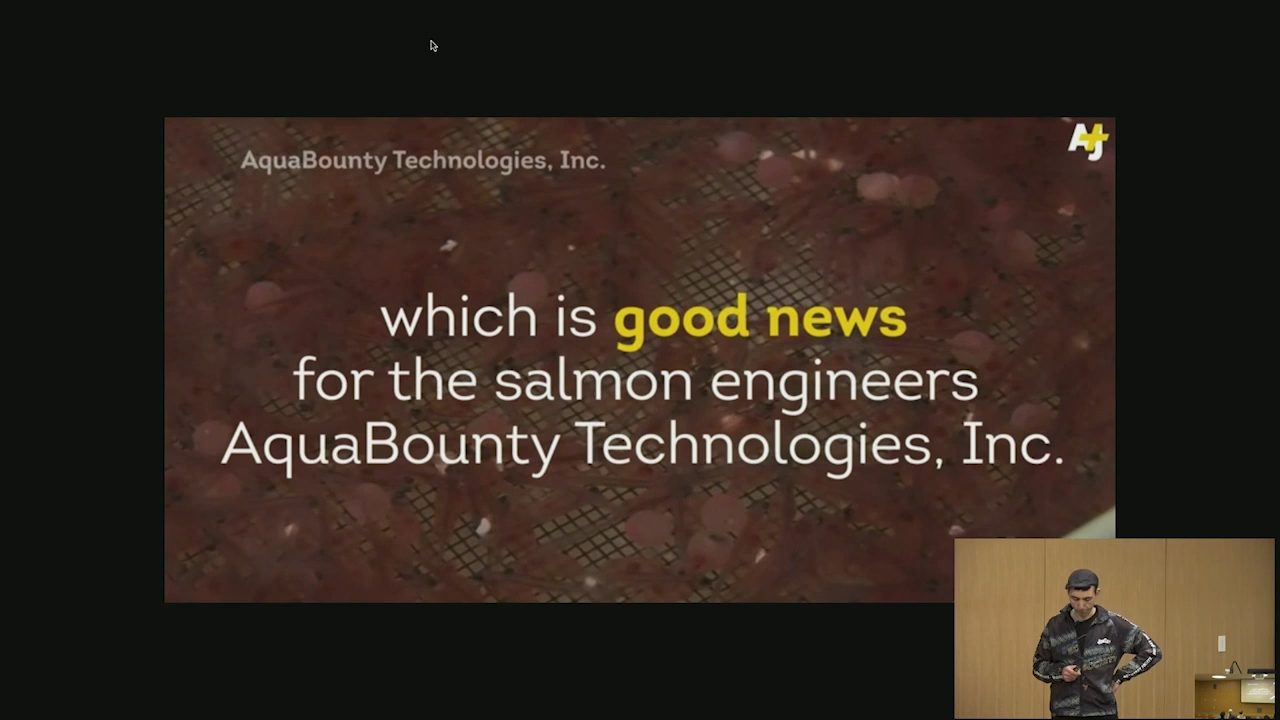 AquaBounty Technologies, Inc.
AJ+
which is good news
for the salmon engineers
AquaBounty Technologies, Inc.